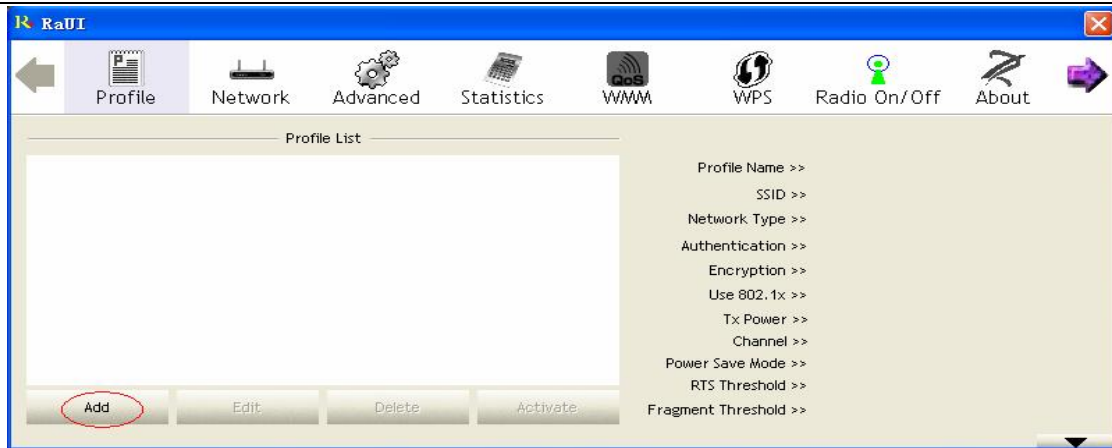 RaUI
Profile Network Advanced Statistics QoS WMM WPS Radio On/Off About
Profile List
Profile Name >>
SSID >>
Network Type >>
Authentication >>
Encryption >>
Use 802.1x >>
Tx Power >>
Channel >>
Power Save Mode >>
RTS Threshold >>
Fragment Threshold >>
Add Edit Delete Activate